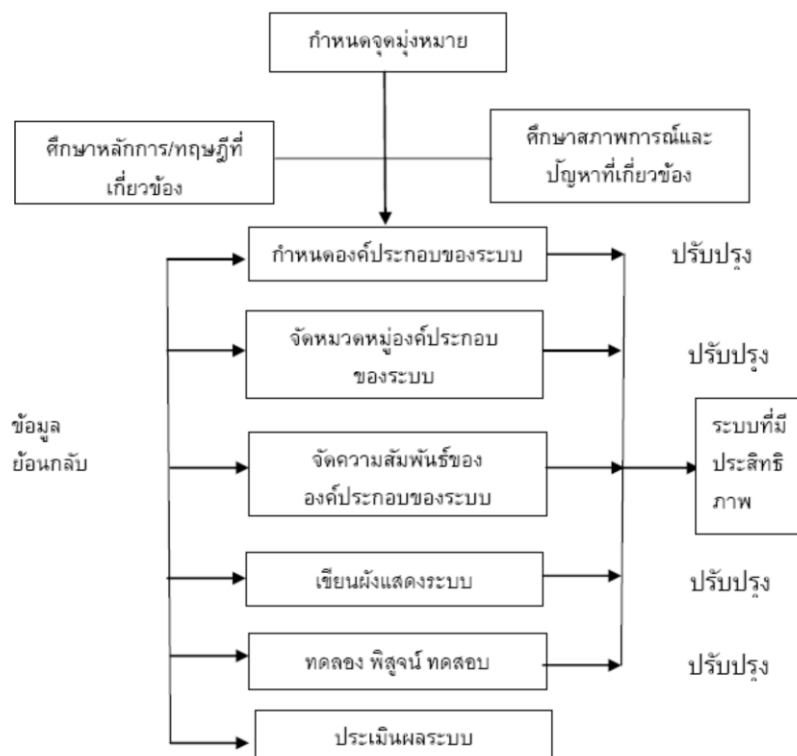 กำหนดจุดมุ่งหมาย
ศึกษาหลักการ/ทฤษฎีที่
เกี่ยวข้อง
ศึกษาสภาพการณ์และ
ปัญหาที่เกี่ยวข้อง
กำหนดองค์ประกอบของระบบ
ปรับปรุง
จัดหมวดหมู่องค์ประกอบ
ของระบบ
ปรับปรุง
ข้อมูล
ย้อนกลับ
จัดความสัมพันธ์ของ
องค์ประกอบของระบบ
ระบบที่มี
ประสิทธิ
ภาพ
เขียนผังแสดงระบบ
ปรับปรุง
ทดลอง พิสูจน์ ทดสอบ
ปรับปรุง
ประเมินผลระบบ